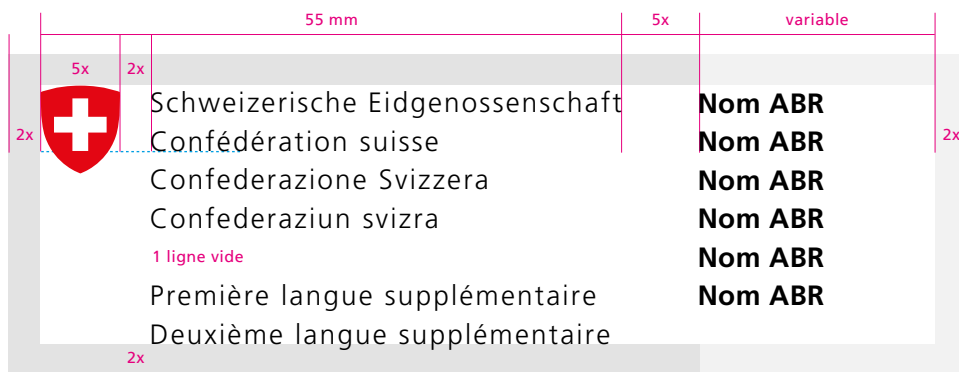 55 mm 5x variable
5x 2x
Schweizerische Eidgenossenschaft Nom ABR
2x Confédération suisse Nom ABR 2x
Confederazione Svizzera Nom ABR
Confederaziun svizra Nom ABR
1 ligne vide Nom ABR
Première langue supplémentaire Nom ABR
Deuxième langue supplémentaire
2x